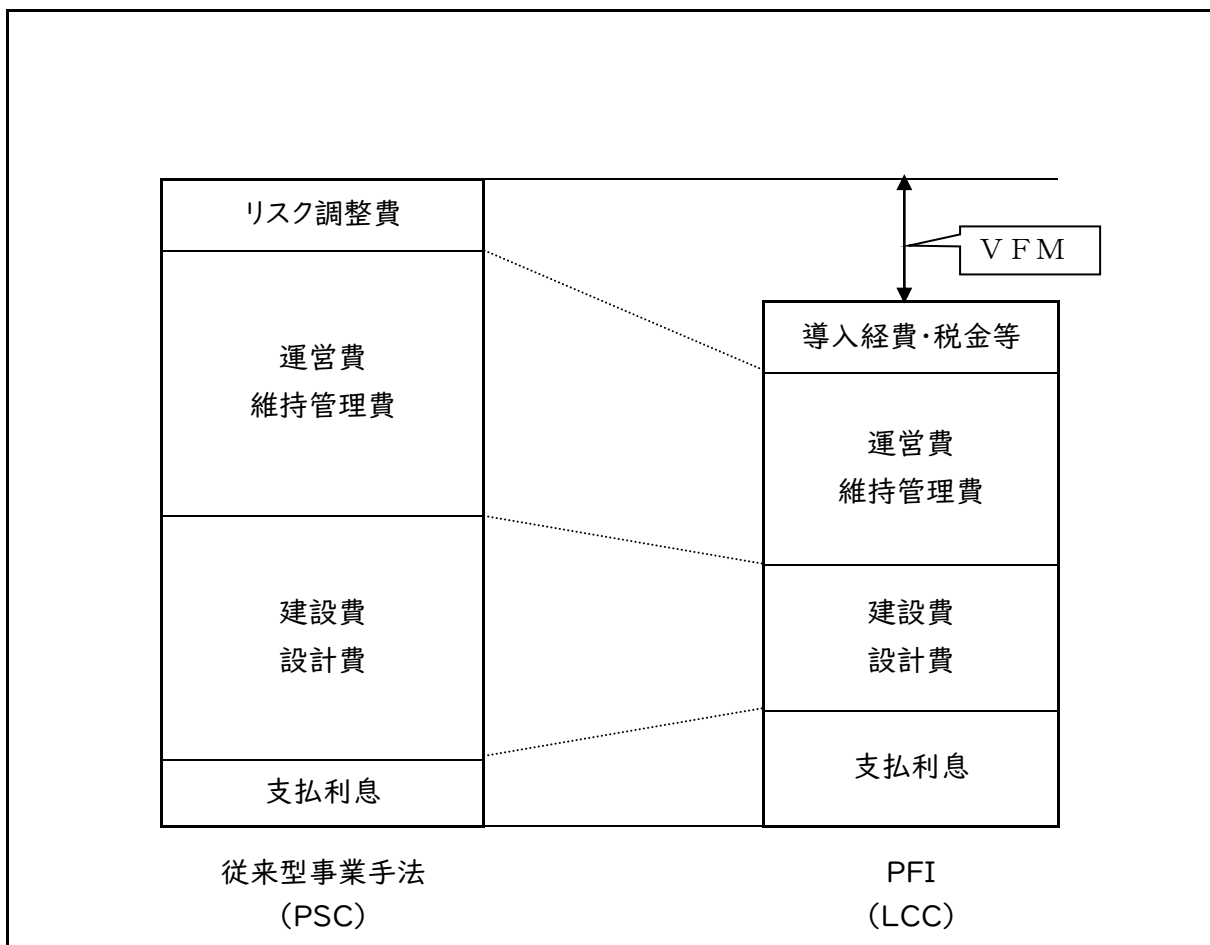 リスク調整費
運営費
維持管理費
建設費
設計費
支払利息
従来型事業手法
（PSC）
ＶＦＭ
導入経費・税金等
運営費
維持管理費
建設費
設計費
支払利息
PFI
（LCC）